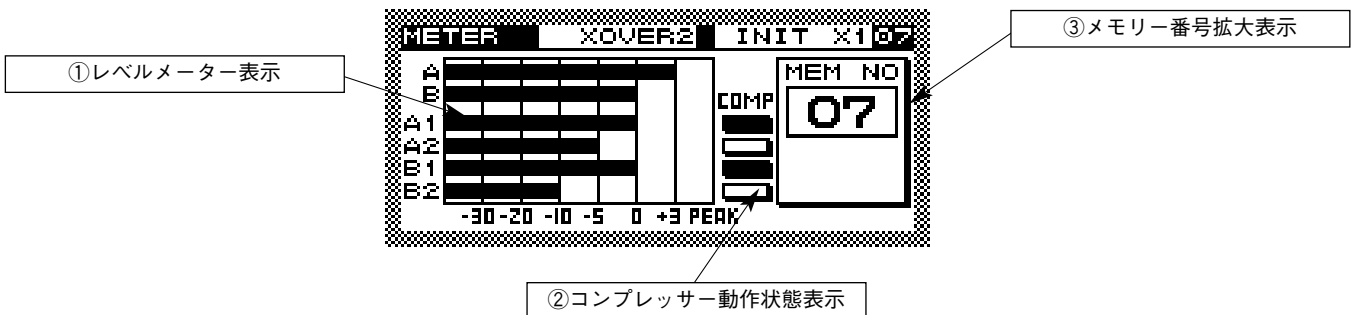 METER XOVER2 INIT X1 07
③メモリー番号拡大表示
①レベルメーター表示
A
B
A1
A2
B1
B2
COMP
MEM NO
07
-30 -20 -10 -5 0 +3 PEAK
②コンプレッサー動作状態表示